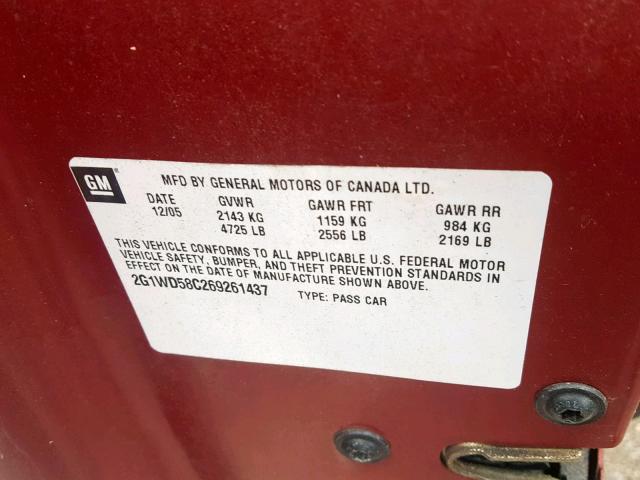 GM
MFD BY GENERAL MOTORS OF CANADA LTD.
DATE GVWR GAWR FRT GAWR RR
12/05 2143 KG 1159 KG 984 KG
4725 LB 2556 LB 2169 LB
THIS VEHICLE CONFORMS TO ALL APPLICABLE U.S. FEDERAL MOTOR
VEHICLE SAFETY, BUMPER, AND THEFT PREVENTION STANDARDS IN
EFFECT ON THE DATE OF MANUFACTURE SHOWN ABOVE.
2G1WD58C269261437 TYPE: PASS CAR